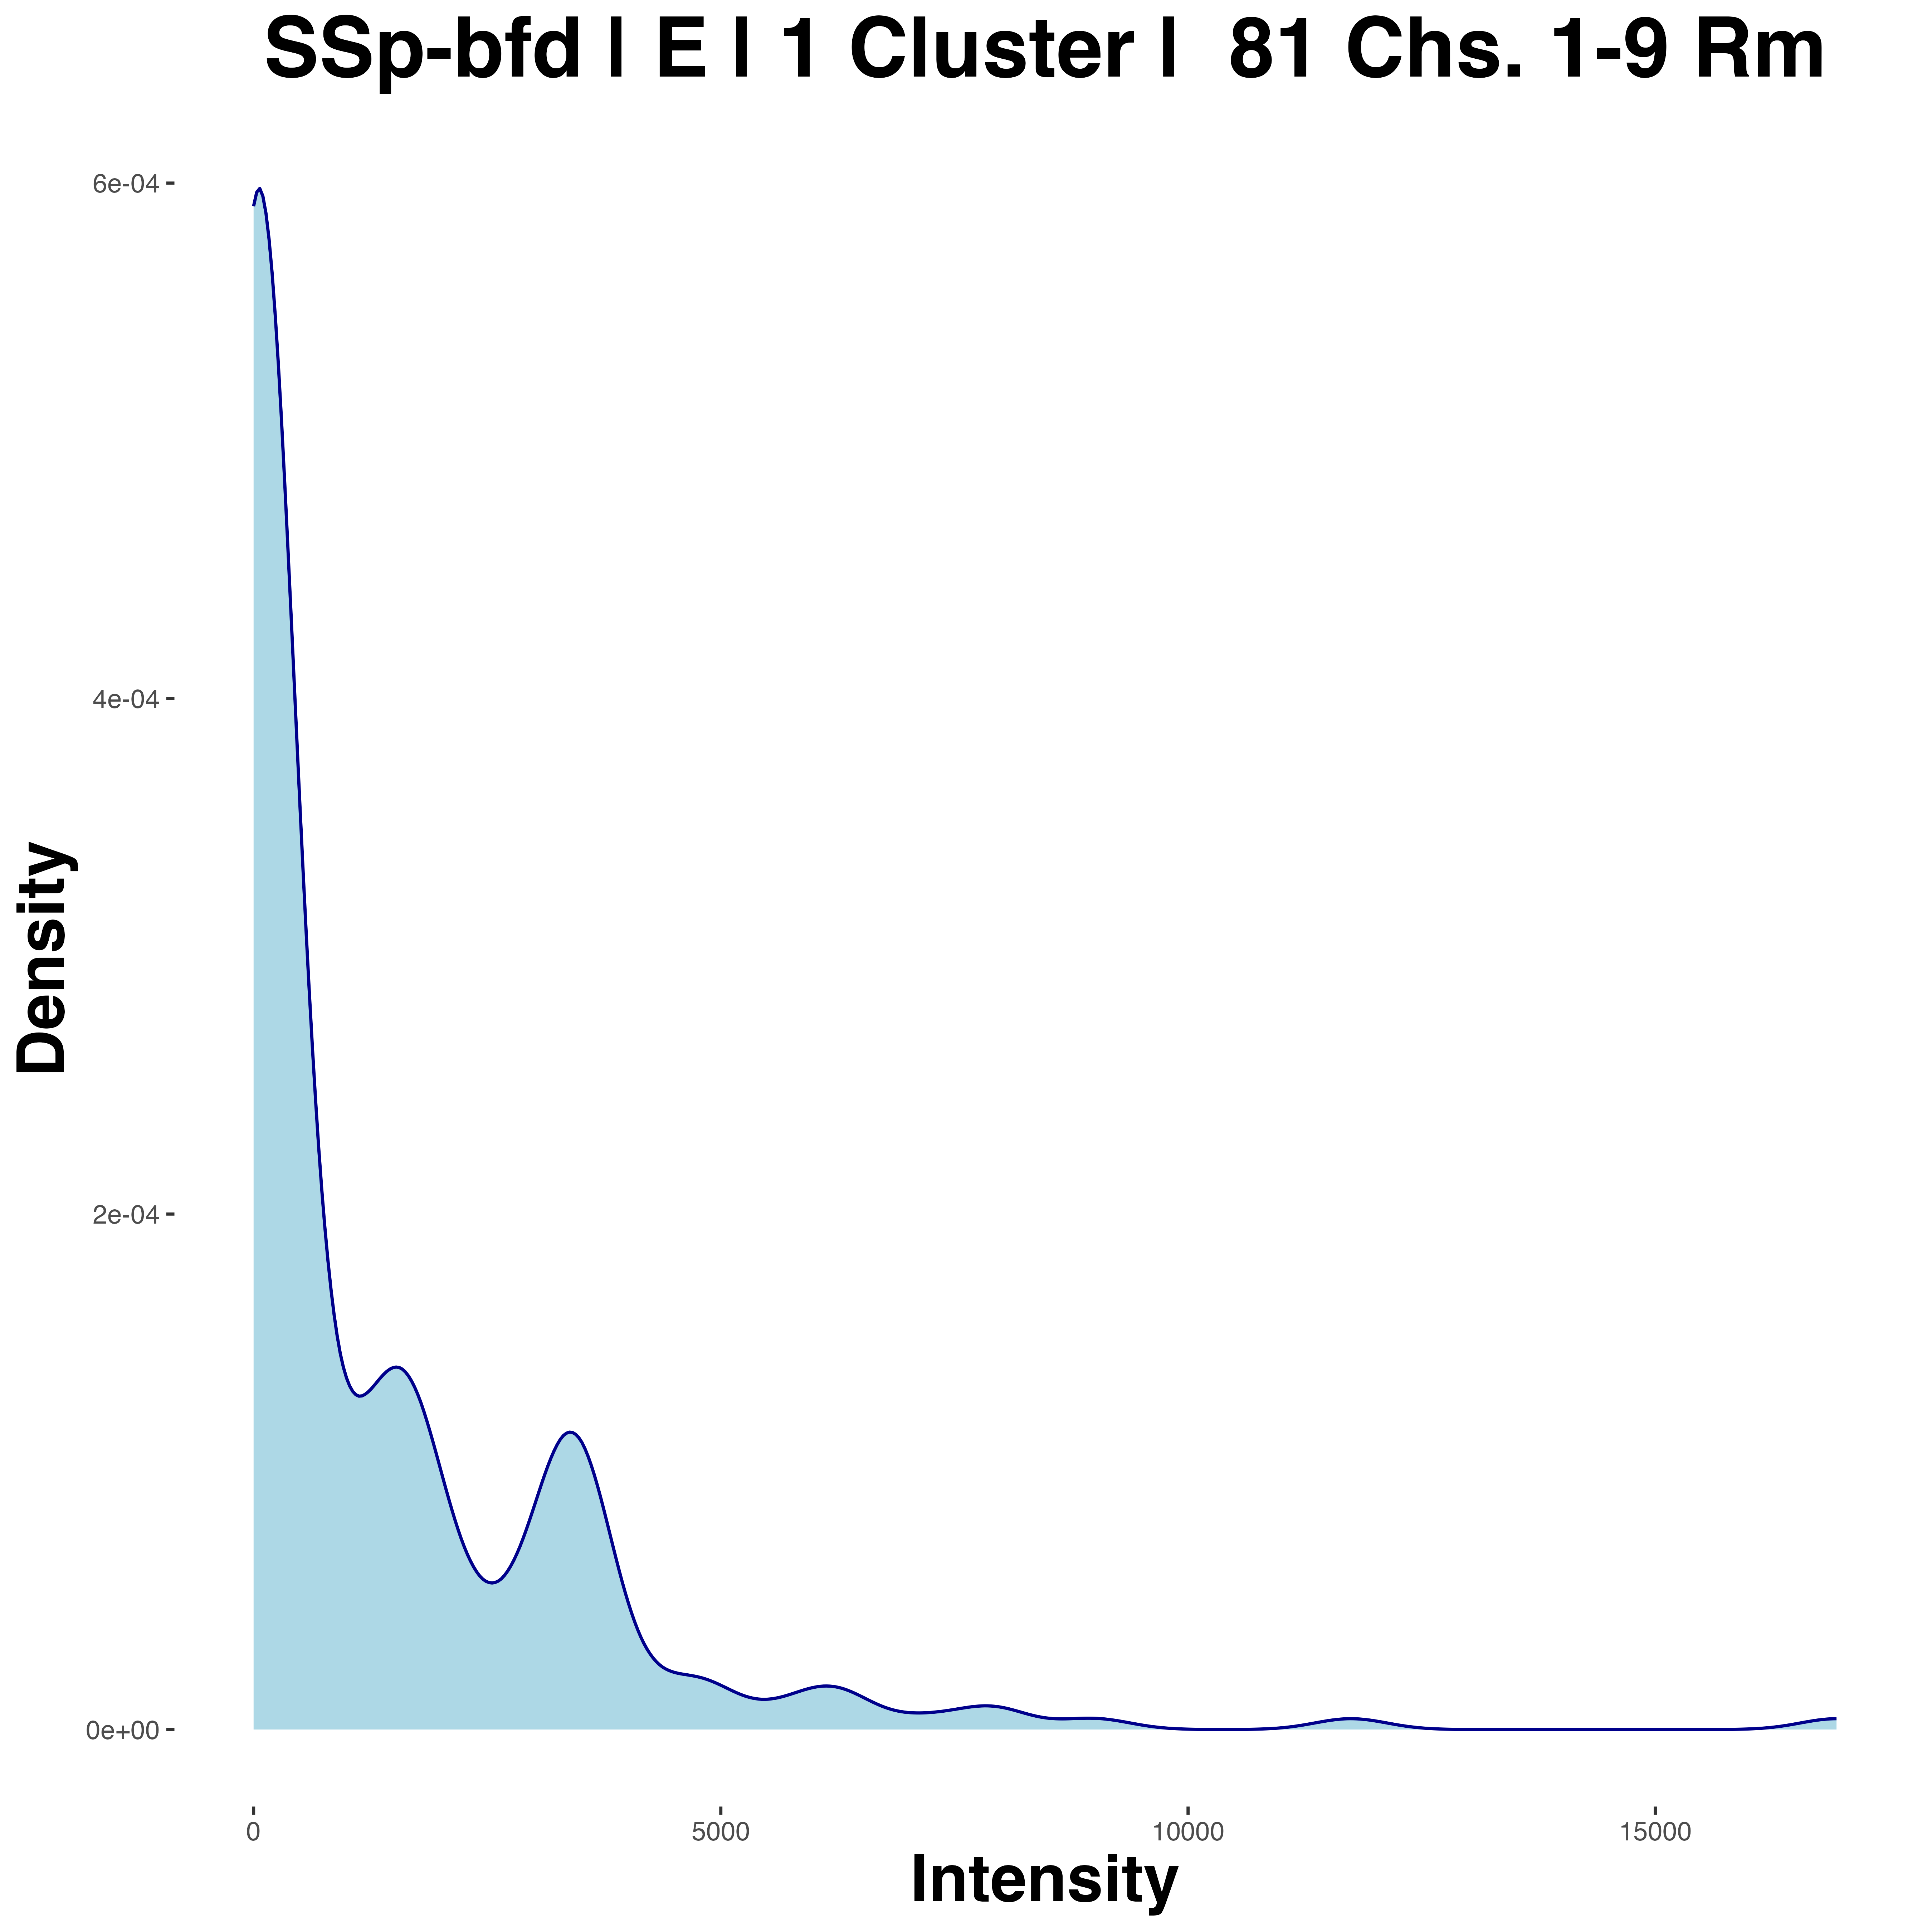 SSp-bfd | E | 1 Cluster |  81 Chs. 1-9 Rm
6e-04
4e-04
2e-04
0e+00
Density
0
5000
10000
15000
Intensity